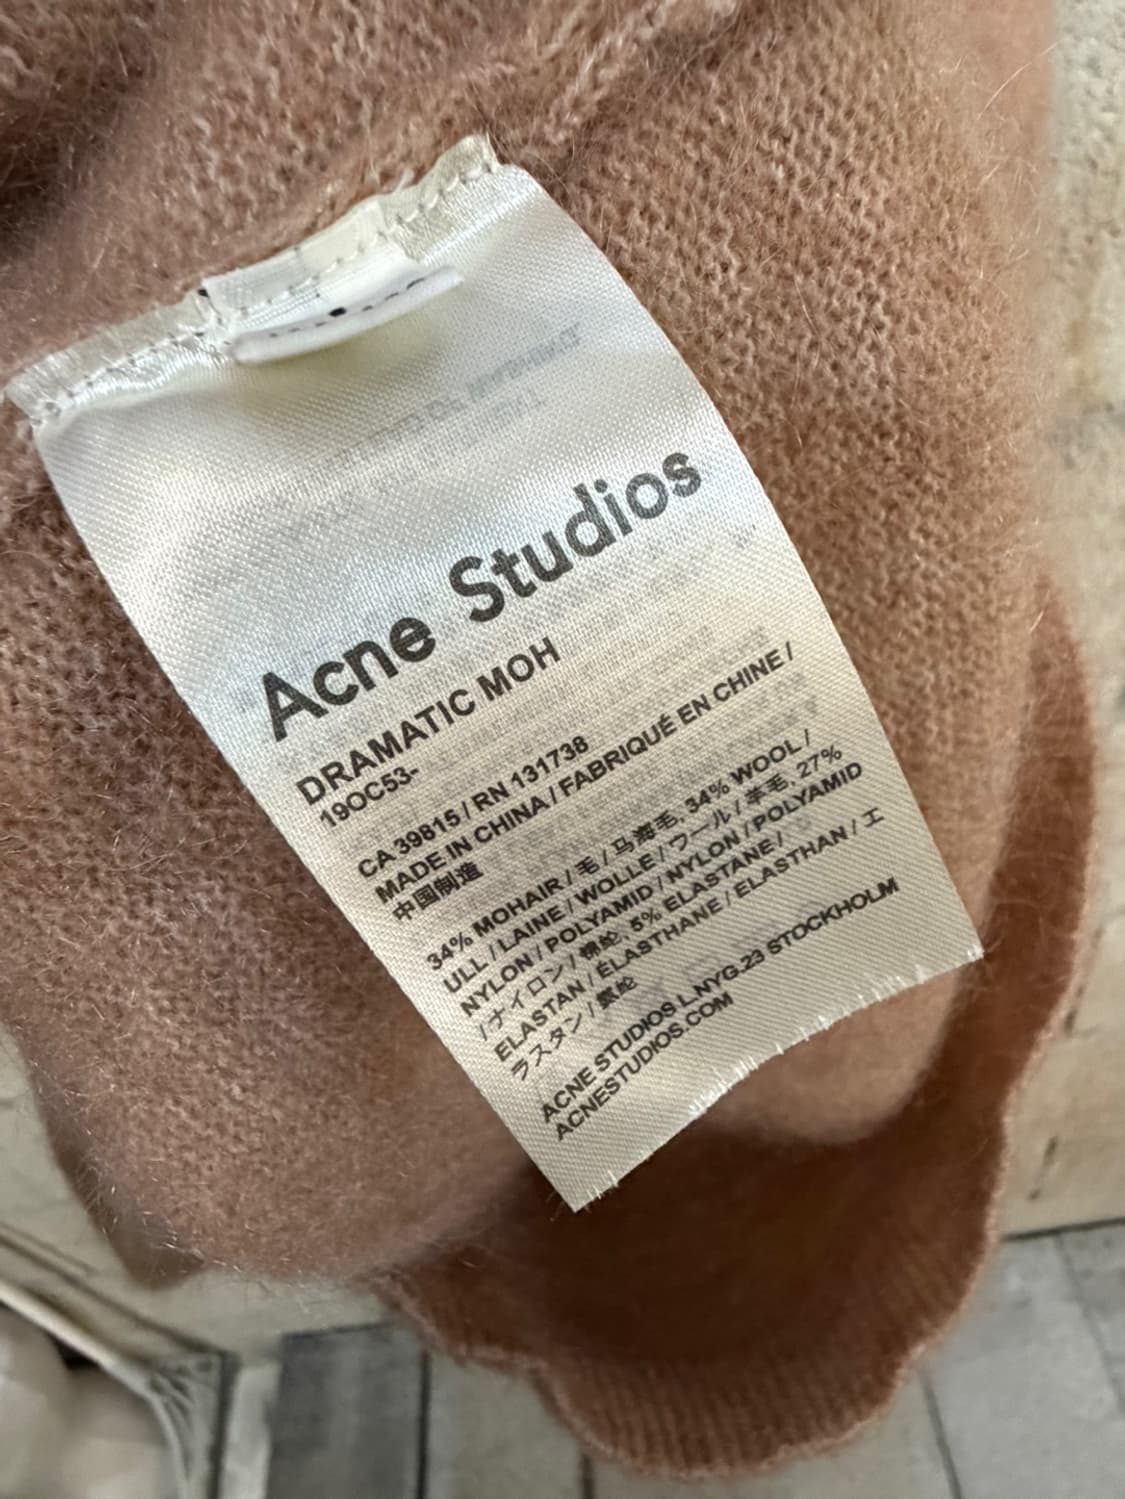 Acne Studios
DRAMATIC MOH
19OC53-
CA 39815 / RN 131738
MADE IN CHINA / FABRIQUÉ EN CHINE /
中国制造
34% MOHAIR / 毛 / 马海毛, 34% WOOL /
ULL / LAINE / WOLLE / ウール / 羊毛, 27%
NYLON / POLYAMID / NYLON / POLYAMID
/ ナイロン / 锦纶, 5% ELASTANE /
ELASTAN / ÉLASTHANE / ELASTHAN / エ
ラスタン / 氨纶
ACNE STUDIOS L.NYG.23 STOCKHOLM
ACNESTUDIOS.COM